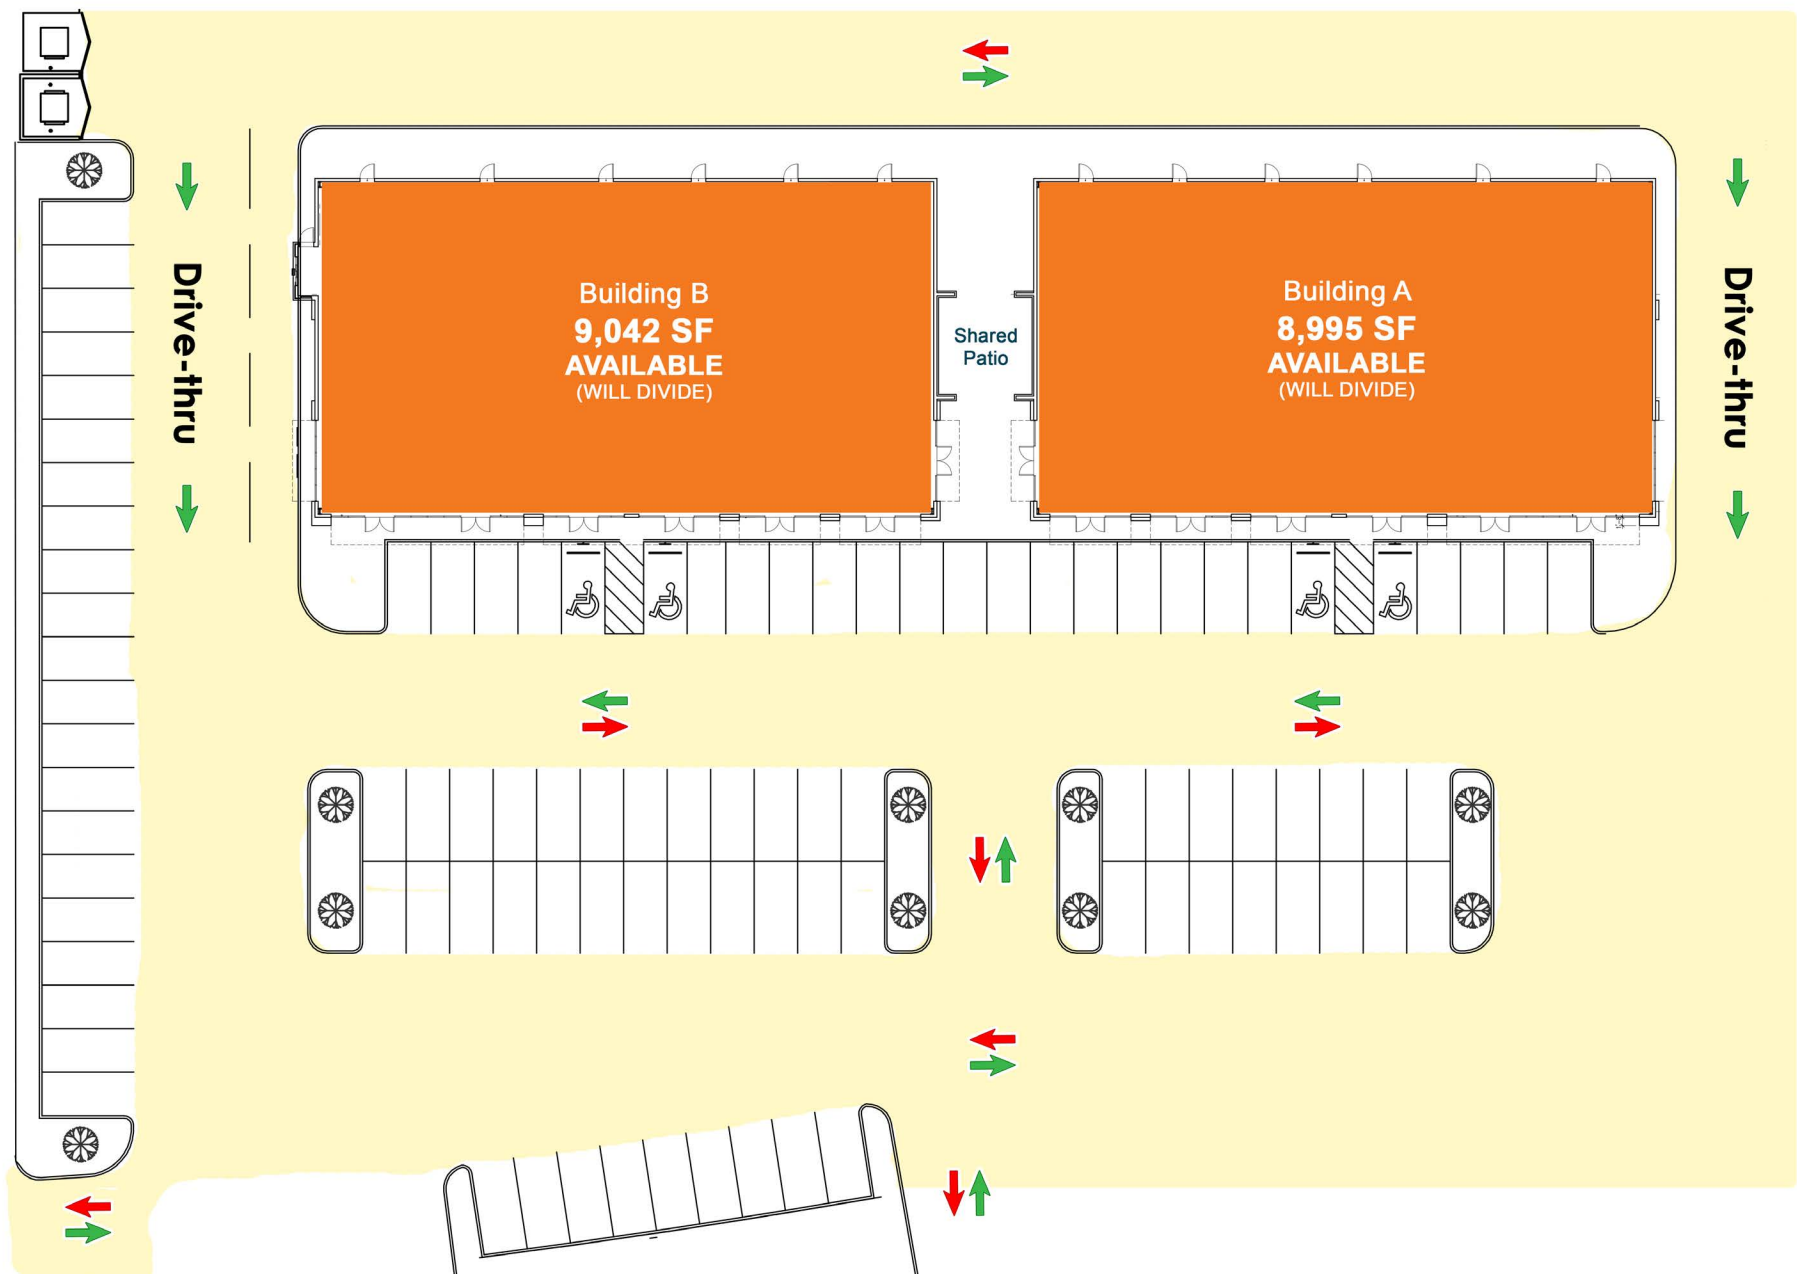 Drive-thru
Building B
9,042 SF
AVAILABLE
(WILL DIVIDE)
Shared
Patio
Building A
8,995 SF
AVAILABLE
(WILL DIVIDE)
Drive-thru